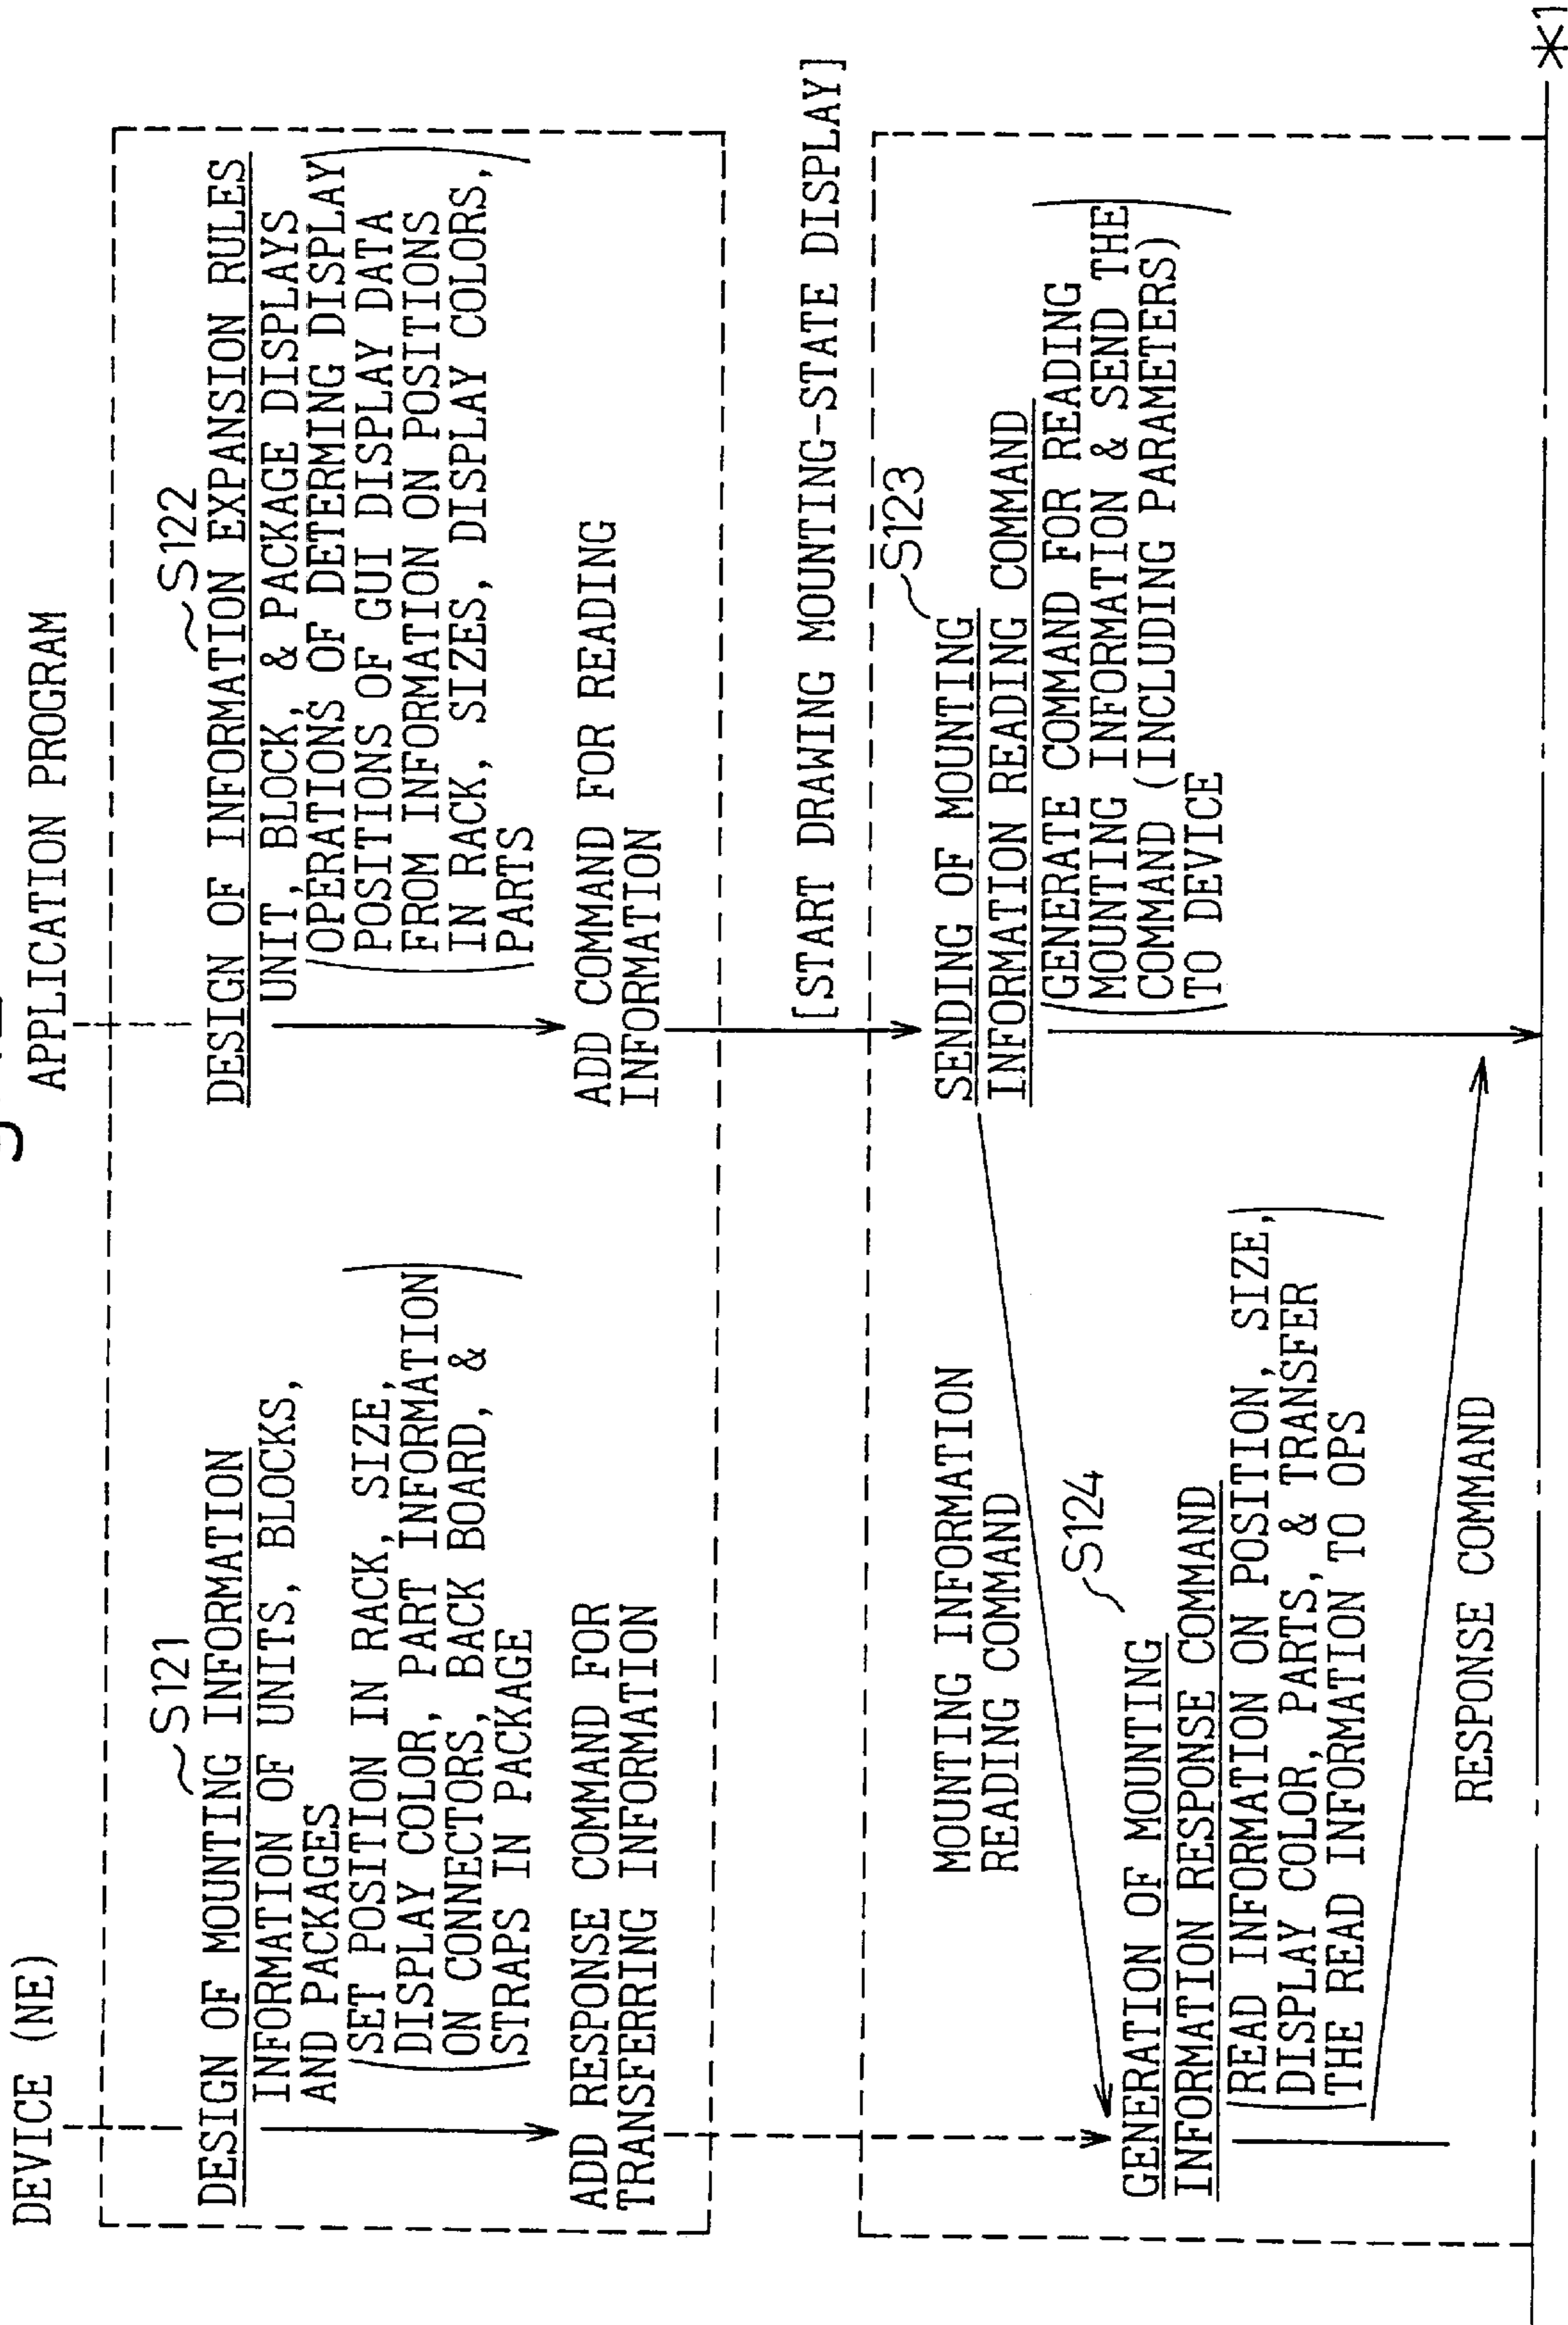 DEVICE (NE)
APPLICATION PROGRAM
S121
DESIGN OF MOUNTING INFORMATION
INFORMATION OF UNITS, BLOCKS,
AND PACKAGES
(SET POSITION IN RACK, SIZE,
DISPLAY COLOR, PART INFORMATION
ON CONNECTORS, BACK BOARD, &
STRAPS IN PACKAGE)
ADD RESPONSE COMMAND FOR
TRANSFERRING INFORMATION
S122
DESIGN OF INFORMATION EXPANSION RULES
UNIT, BLOCK, & PACKAGE DISPLAYS
(OPERATIONS OF DETERMING DISPLAY
POSITIONS OF GUI DISPLAY DATA
FROM INFORMATION ON POSITIONS
IN RACK, SIZES, DISPLAY COLORS,
PARTS)
ADD COMMAND FOR READING
INFORMATION
[START DRAWING MOUNTING-STATE DISPLAY]
S123
SENDING OF MOUNTING
INFORMATION READING COMMAND
(GENERATE COMMAND FOR READING
MOUNTING INFORMATION & SEND THE
COMMAND (INCLUDING PARAMETERS)
TO DEVICE)
MOUNTING INFORMATION
READING COMMAND
S124
GENERATION OF MOUNTING
INFORMATION RESPONSE COMMAND
(READ INFORMATION ON POSITION, SIZE,
DISPLAY COLOR, PARTS, & TRANSFER
THE READ INFORMATION TO OPS)
RESPONSE COMMAND
*1